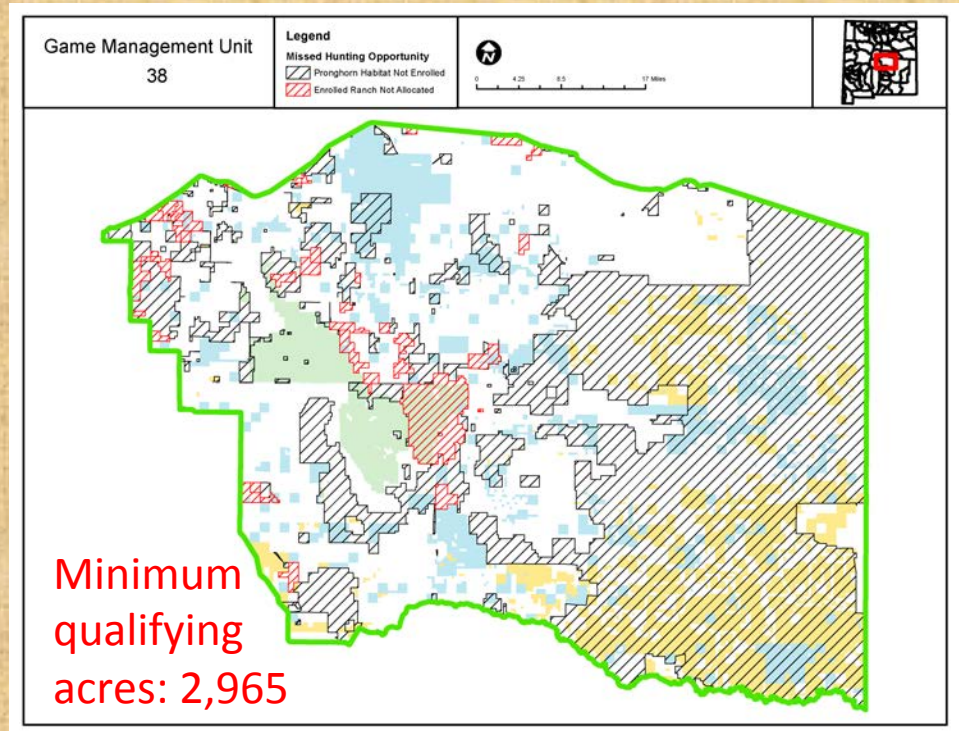 Game Management Unit
38
Legend
Missed Hunting Opportunity
Pronghorn Habitat Not Enrolled
Enrolled Ranch Not Allocated
N
0 4.25 8.5 17 Miles
Minimum
qualifying
acres: 2,965